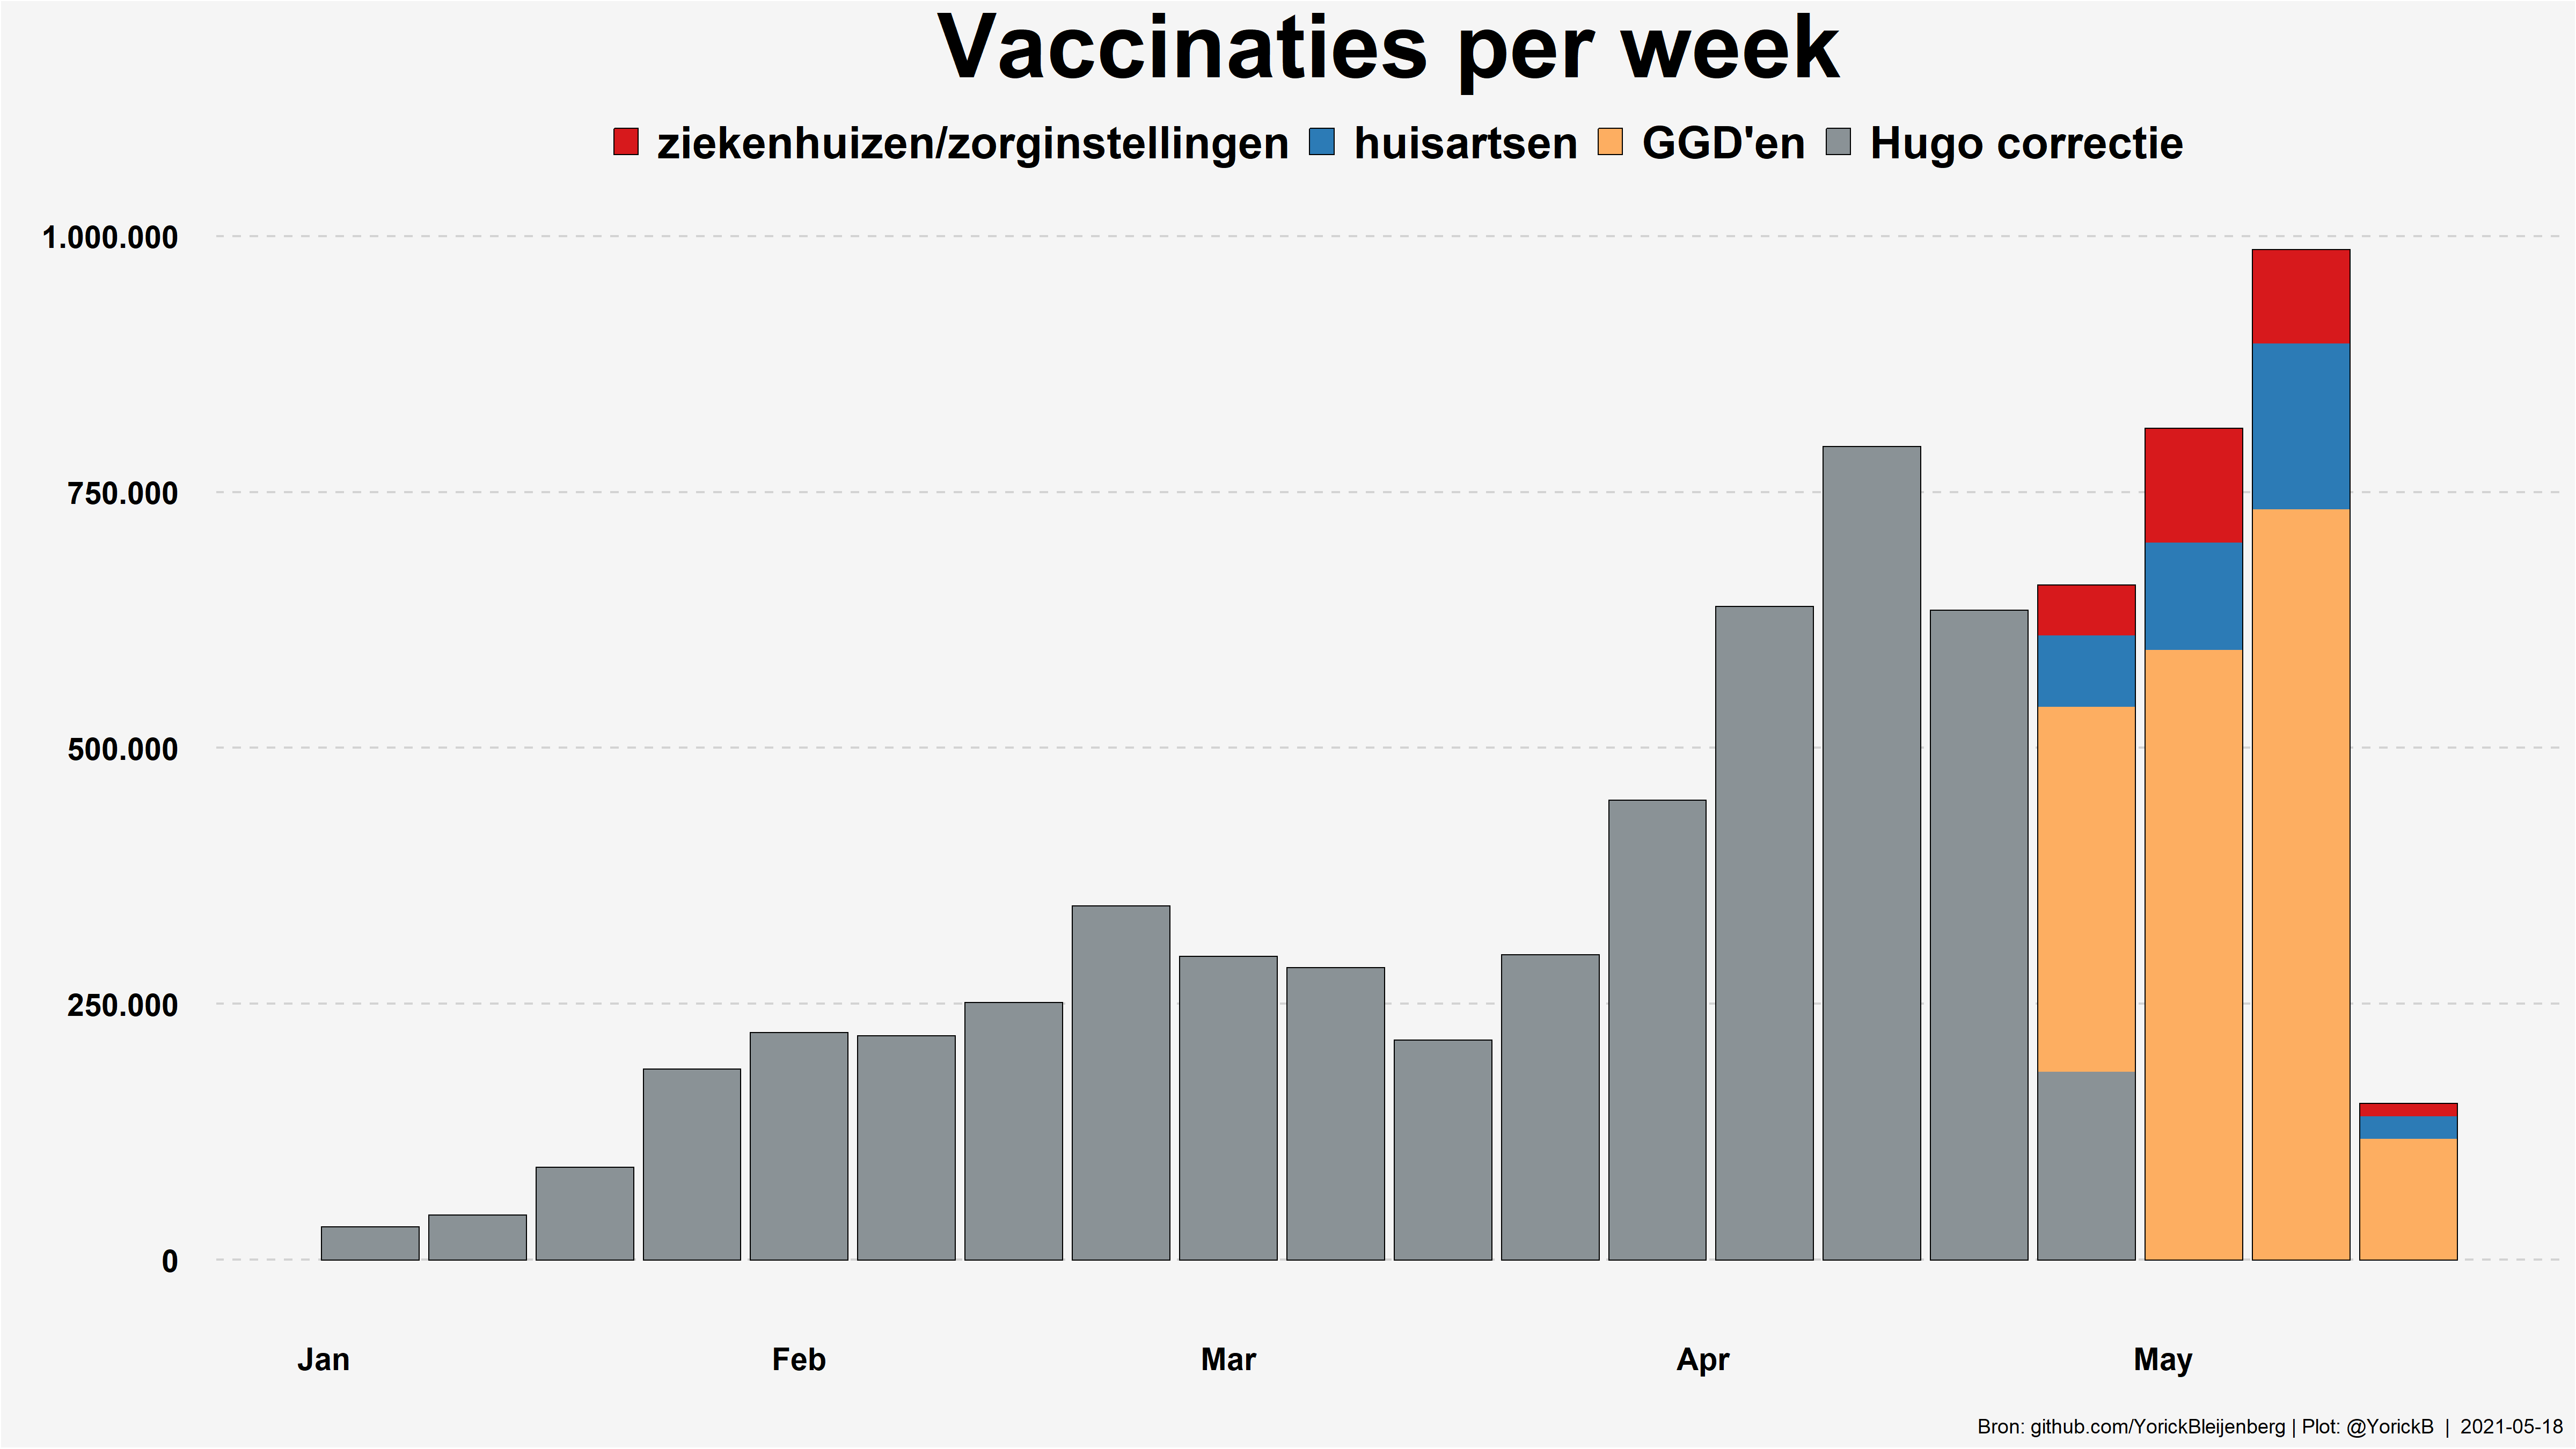 Vaccinaties per week
ziekenhuizen/zorginstellingen huisartsen GGD'en Hugo correctie
1.000.000
750.000
500.000
250.000
0
Jan Feb Mar Apr May
Bron: github.com/YorickBleijenberg | Plot: @YorickB | 2021-05-18